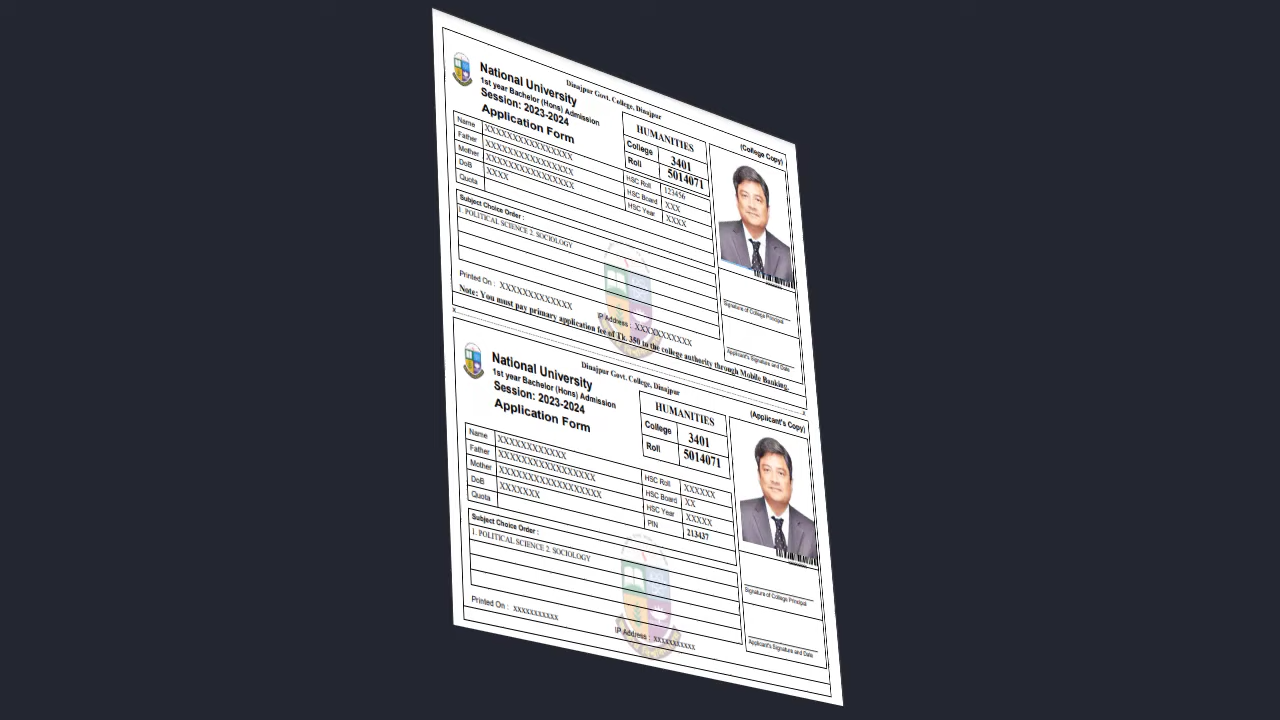 National University
1st year Bachelor (Hons) Admission
Session: 2023-2024
Application Form
Dinajpur Govt. College, Dinajpur
(College Copy)
HUMANITIES
College 3401
Roll 5014071
Name XXXXXXXXXXXXXXXX
Father XXXXXXXXXXXXXXXX
Mother XXXXXXXXXXXXXXXX
DoB XXXX
Quota
HSC Roll 123456
HSC Board XXX
HSC Year XXXX
Subject Choice Order :
1. POLITICAL SCIENCE 2. SOCIOLOGY
Printed On : XXXXXXXXXXXXX
IP Address : XXXXXXXXXXX
Signature of College Principal
Applicant's Signature and Date
Note: You must pay primary application fee of Tk. 350 to the college authority through Mobile Banking.
National University
1st year Bachelor (Hons) Admission
Session: 2023-2024
Application Form
Dinajpur Govt. College, Dinajpur
(Applicant's Copy)
HUMANITIES
College 3401
Roll 5014071
Name XXXXXXXXXXXX
Father XXXXXXXXXXXXXXXXX
Mother XXXXXXXXXXXXXXXXXX
DoB XXXXXXX
Quota
HSC Roll XXXXXX
HSC Board XX
HSC Year XXXXX
PIN 213437
Subject Choice Order :
1. POLITICAL SCIENCE 2. SOCIOLOGY
Printed On : XXXXXXXXXXX
IP Address : XXXXXXXXXXX
Signature of College Principal
Applicant's Signature and Date